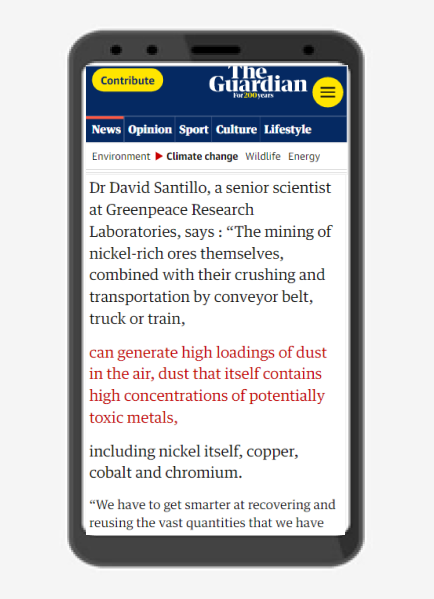 Contribute
The
Guardian
For 200 years
News Opinion Sport Culture Lifestyle
Environment ▶ Climate change Wildlife Energy
Dr David Santillo, a senior scientist
at Greenpeace Research
Laboratories, says : “The mining of
nickel-rich ores themselves,
combined with their crushing and
transportation by conveyor belt,
truck or train,
can generate high loadings of dust
in the air, dust that itself contains
high concentrations of potentially
toxic metals,
including nickel itself, copper,
cobalt and chromium.
“We have to get smarter at recovering and
reusing the vast quantities that we have